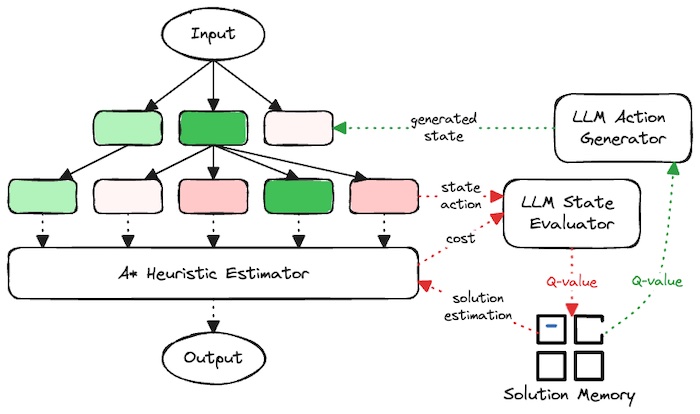 Input
LLM Action
Generator
generated
state
state
action
LLM State
Evaluator
cost
A* Heuristic Estimator
Q-value
Q-value
solution
estimation
Output
Solution Memory